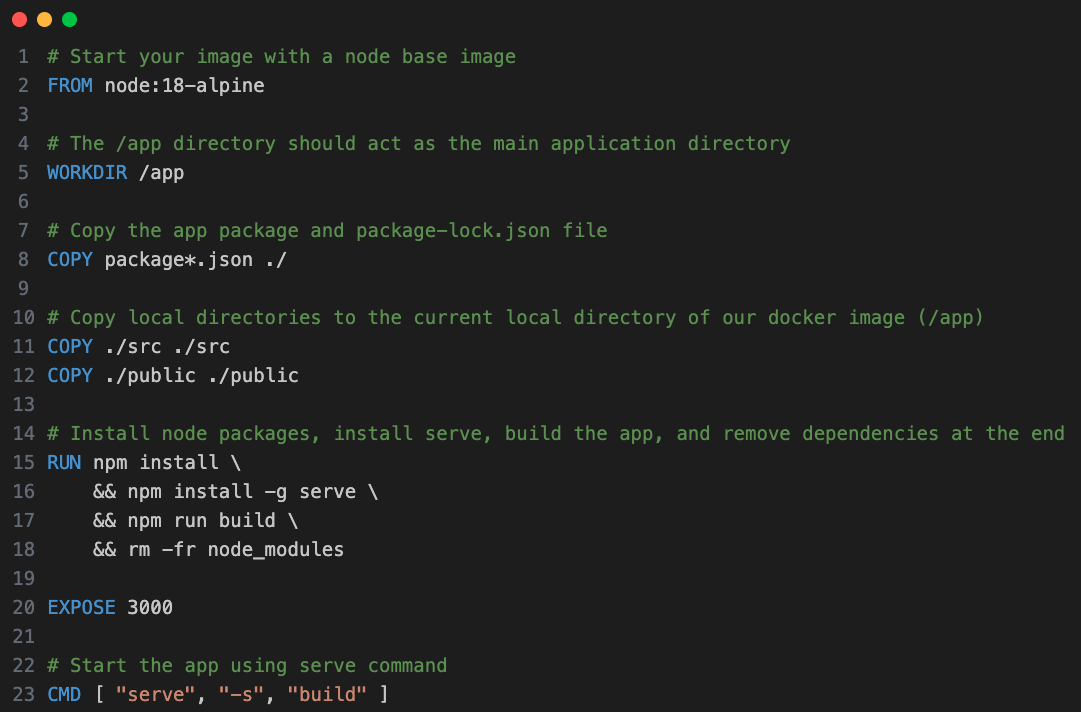 1 # Start your image with a node base image
2 FROM node:18-alpine
3
4 # The /app directory should act as the main application directory
5 WORKDIR /app
6
7 # Copy the app package and package-lock.json file
8 COPY package*.json ./
9
10 # Copy local directories to the current local directory of our docker image (/app)
11 COPY ./src ./src
12 COPY ./public ./public
13
14 # Install node packages, install serve, build the app, and remove dependencies at the end
15 RUN npm install \
16     && npm install -g serve \
17     && npm run build \
18     && rm -fr node_modules
19
20 EXPOSE 3000
21
22 # Start the app using serve command
23 CMD [ "serve", "-s", "build" ]